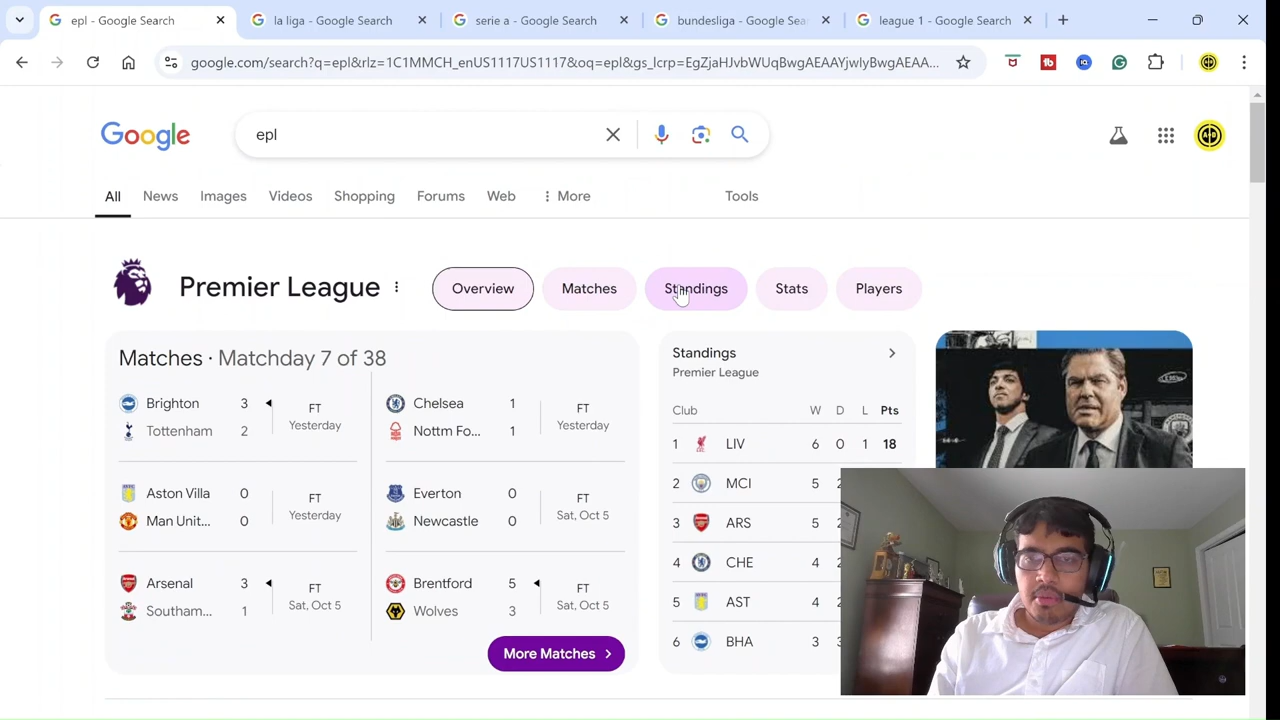 epl - Google Search
la liga - Google Search
serie a - Google Search
bundesliga - Google Sea
league 1 - Google Search
google.com/search?q=epl&rlz=1C1MMCH_enUS1117US1117&oq=epl&gs_lcrp=EgZjaHJvbWUqBwgAEAAYjwIyBwgAEAA...
Google
epl
All
News
Images
Videos
Shopping
Forums
Web
More
Tools
Premier League
Overview
Matches
Standings
Stats
Players
Matches · Matchday 7 of 38
Brighton 3
Tottenham 2
FT
Yesterday
Chelsea 1
Nottm Fo... 1
FT
Yesterday
Aston Villa 0
Man Unit... 0
FT
Yesterday
Everton 0
Newcastle 0
FT
Sat, Oct 5
Arsenal 3
Southam... 1
FT
Sat, Oct 5
Brentford 5
Wolves 3
FT
Sat, Oct 5
More Matches
Standings
Premier League
Club W D L Pts
1 LIV 6 0 1 18
2 MCI 5 2
3 ARS 5 2
4 CHE 4 2
5 AST 4 2
6 BHA 3 3